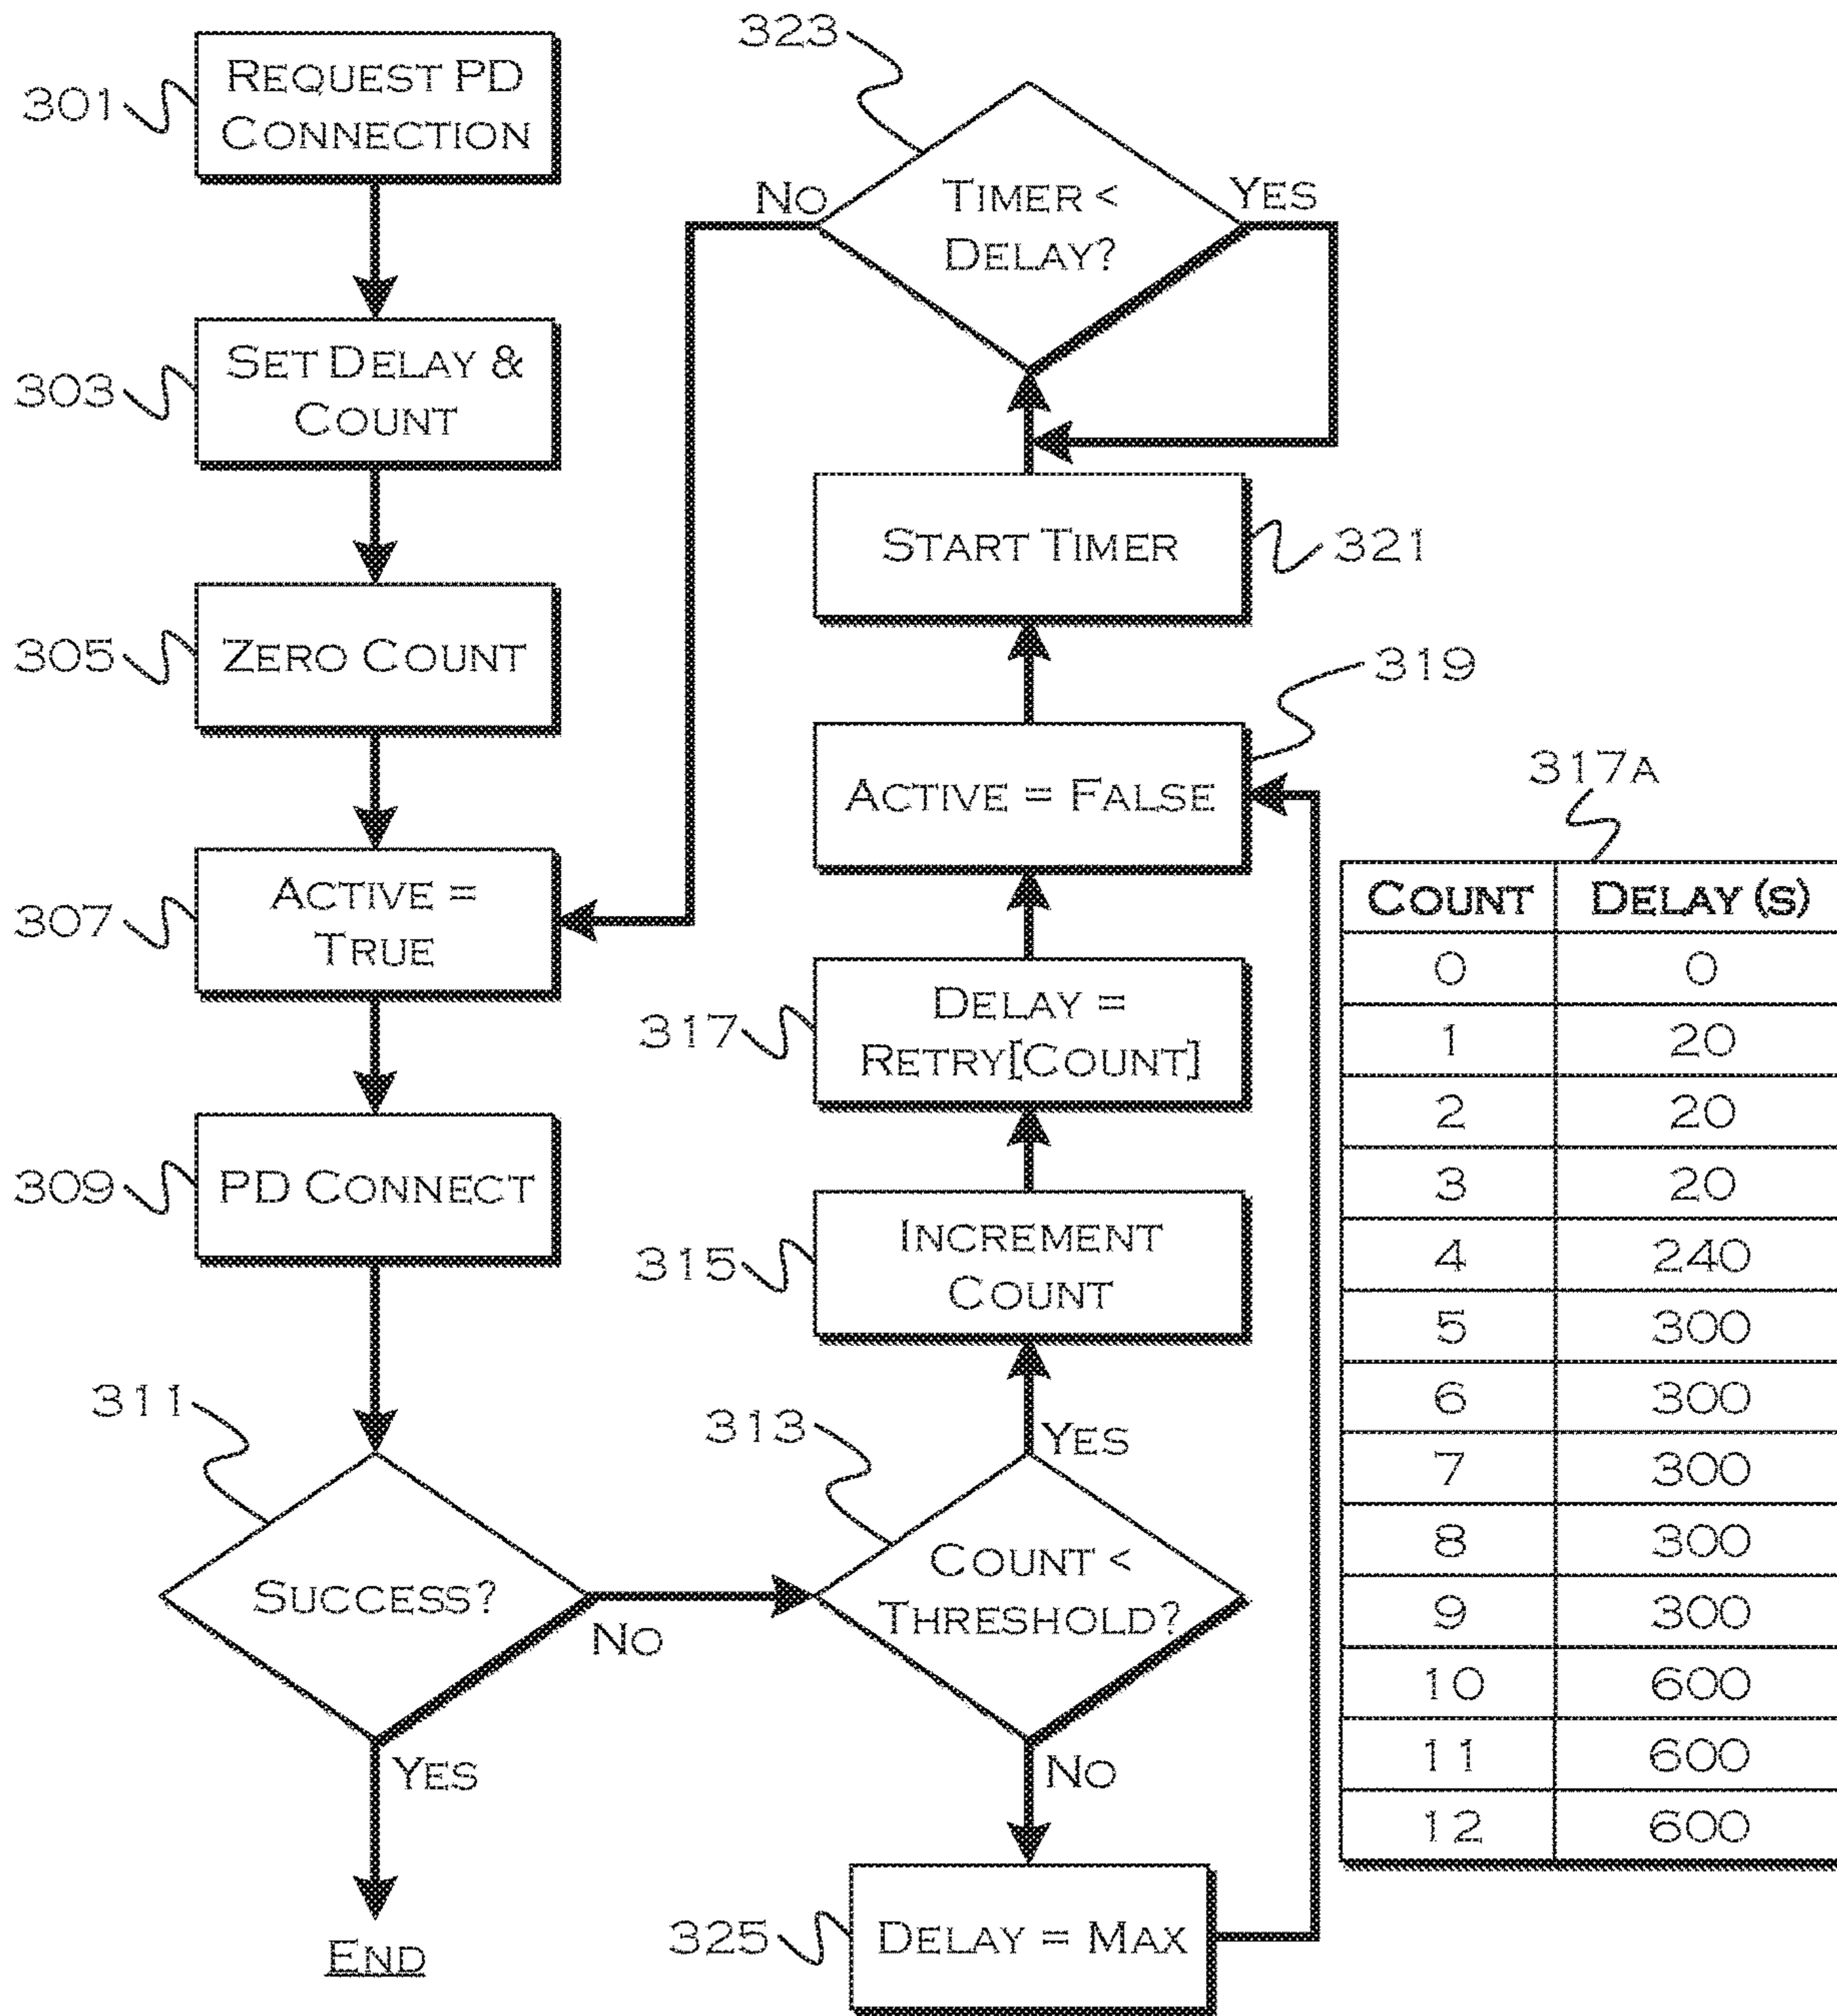 301
REQUEST PD
CONNECTION
303
SET DELAY &
COUNT
305
ZERO COUNT
307
ACTIVE =
TRUE
309
PD CONNECT
311
SUCCESS?
NO
YES
END
313
COUNT <
THRESHOLD?
YES
NO
315
INCREMENT
COUNT
317
DELAY =
RETRY[COUNT]
319
ACTIVE = FALSE
321
START TIMER
323
TIMER <
DELAY?
NO
YES
325
DELAY = MAX
317A
COUNT DELAY (S)
0 0
1 20
2 20
3 20
4 240
5 300
6 300
7 300
8 300
9 300
10 600
11 600
12 600